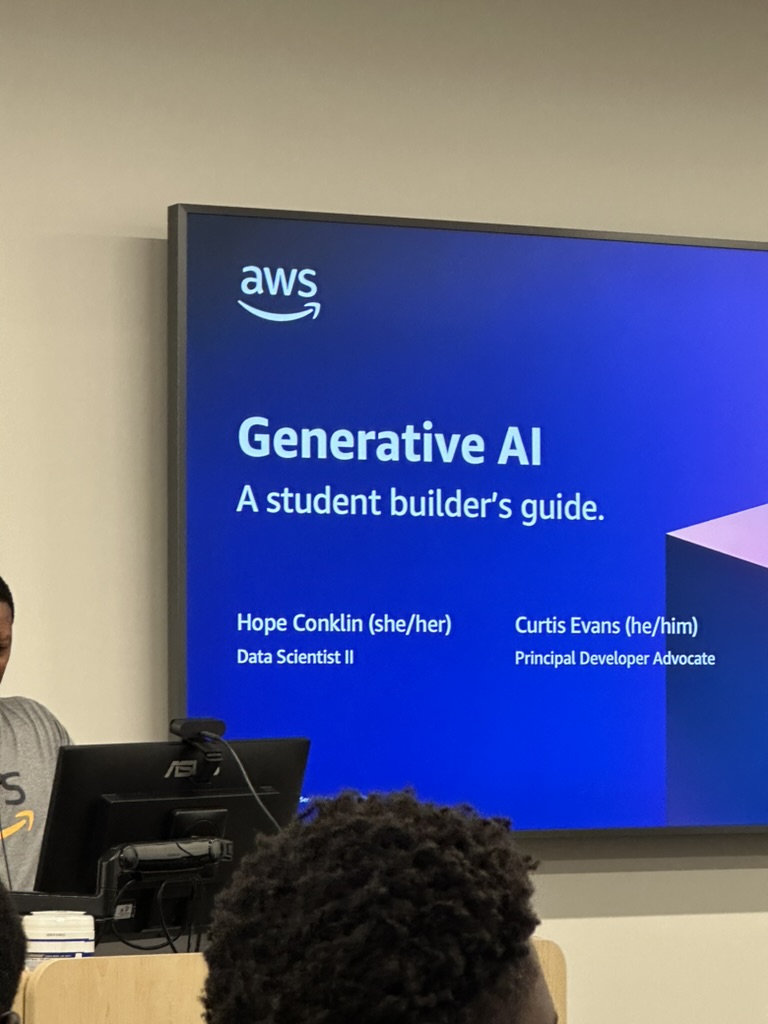 aws
Generative AI
A student builder's guide.
Hope Conklin (she/her)
Data Scientist II
Curtis Evans (he/him)
Principal Developer Advocate